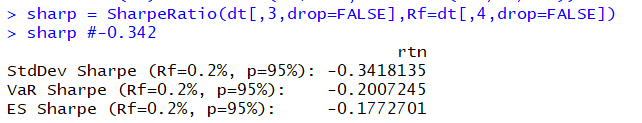 > sharp = SharpeRatio(dt[,3,drop=FALSE],Rf=dt[,4,drop=FALSE])
> sharp #-0.342
rtn
StdDev Sharpe (Rf=0.2%, p=95%): -0.3418135
VaR Sharpe (Rf=0.2%, p=95%):    -0.2007245
ES Sharpe (Rf=0.2%, p=95%):     -0.1772701